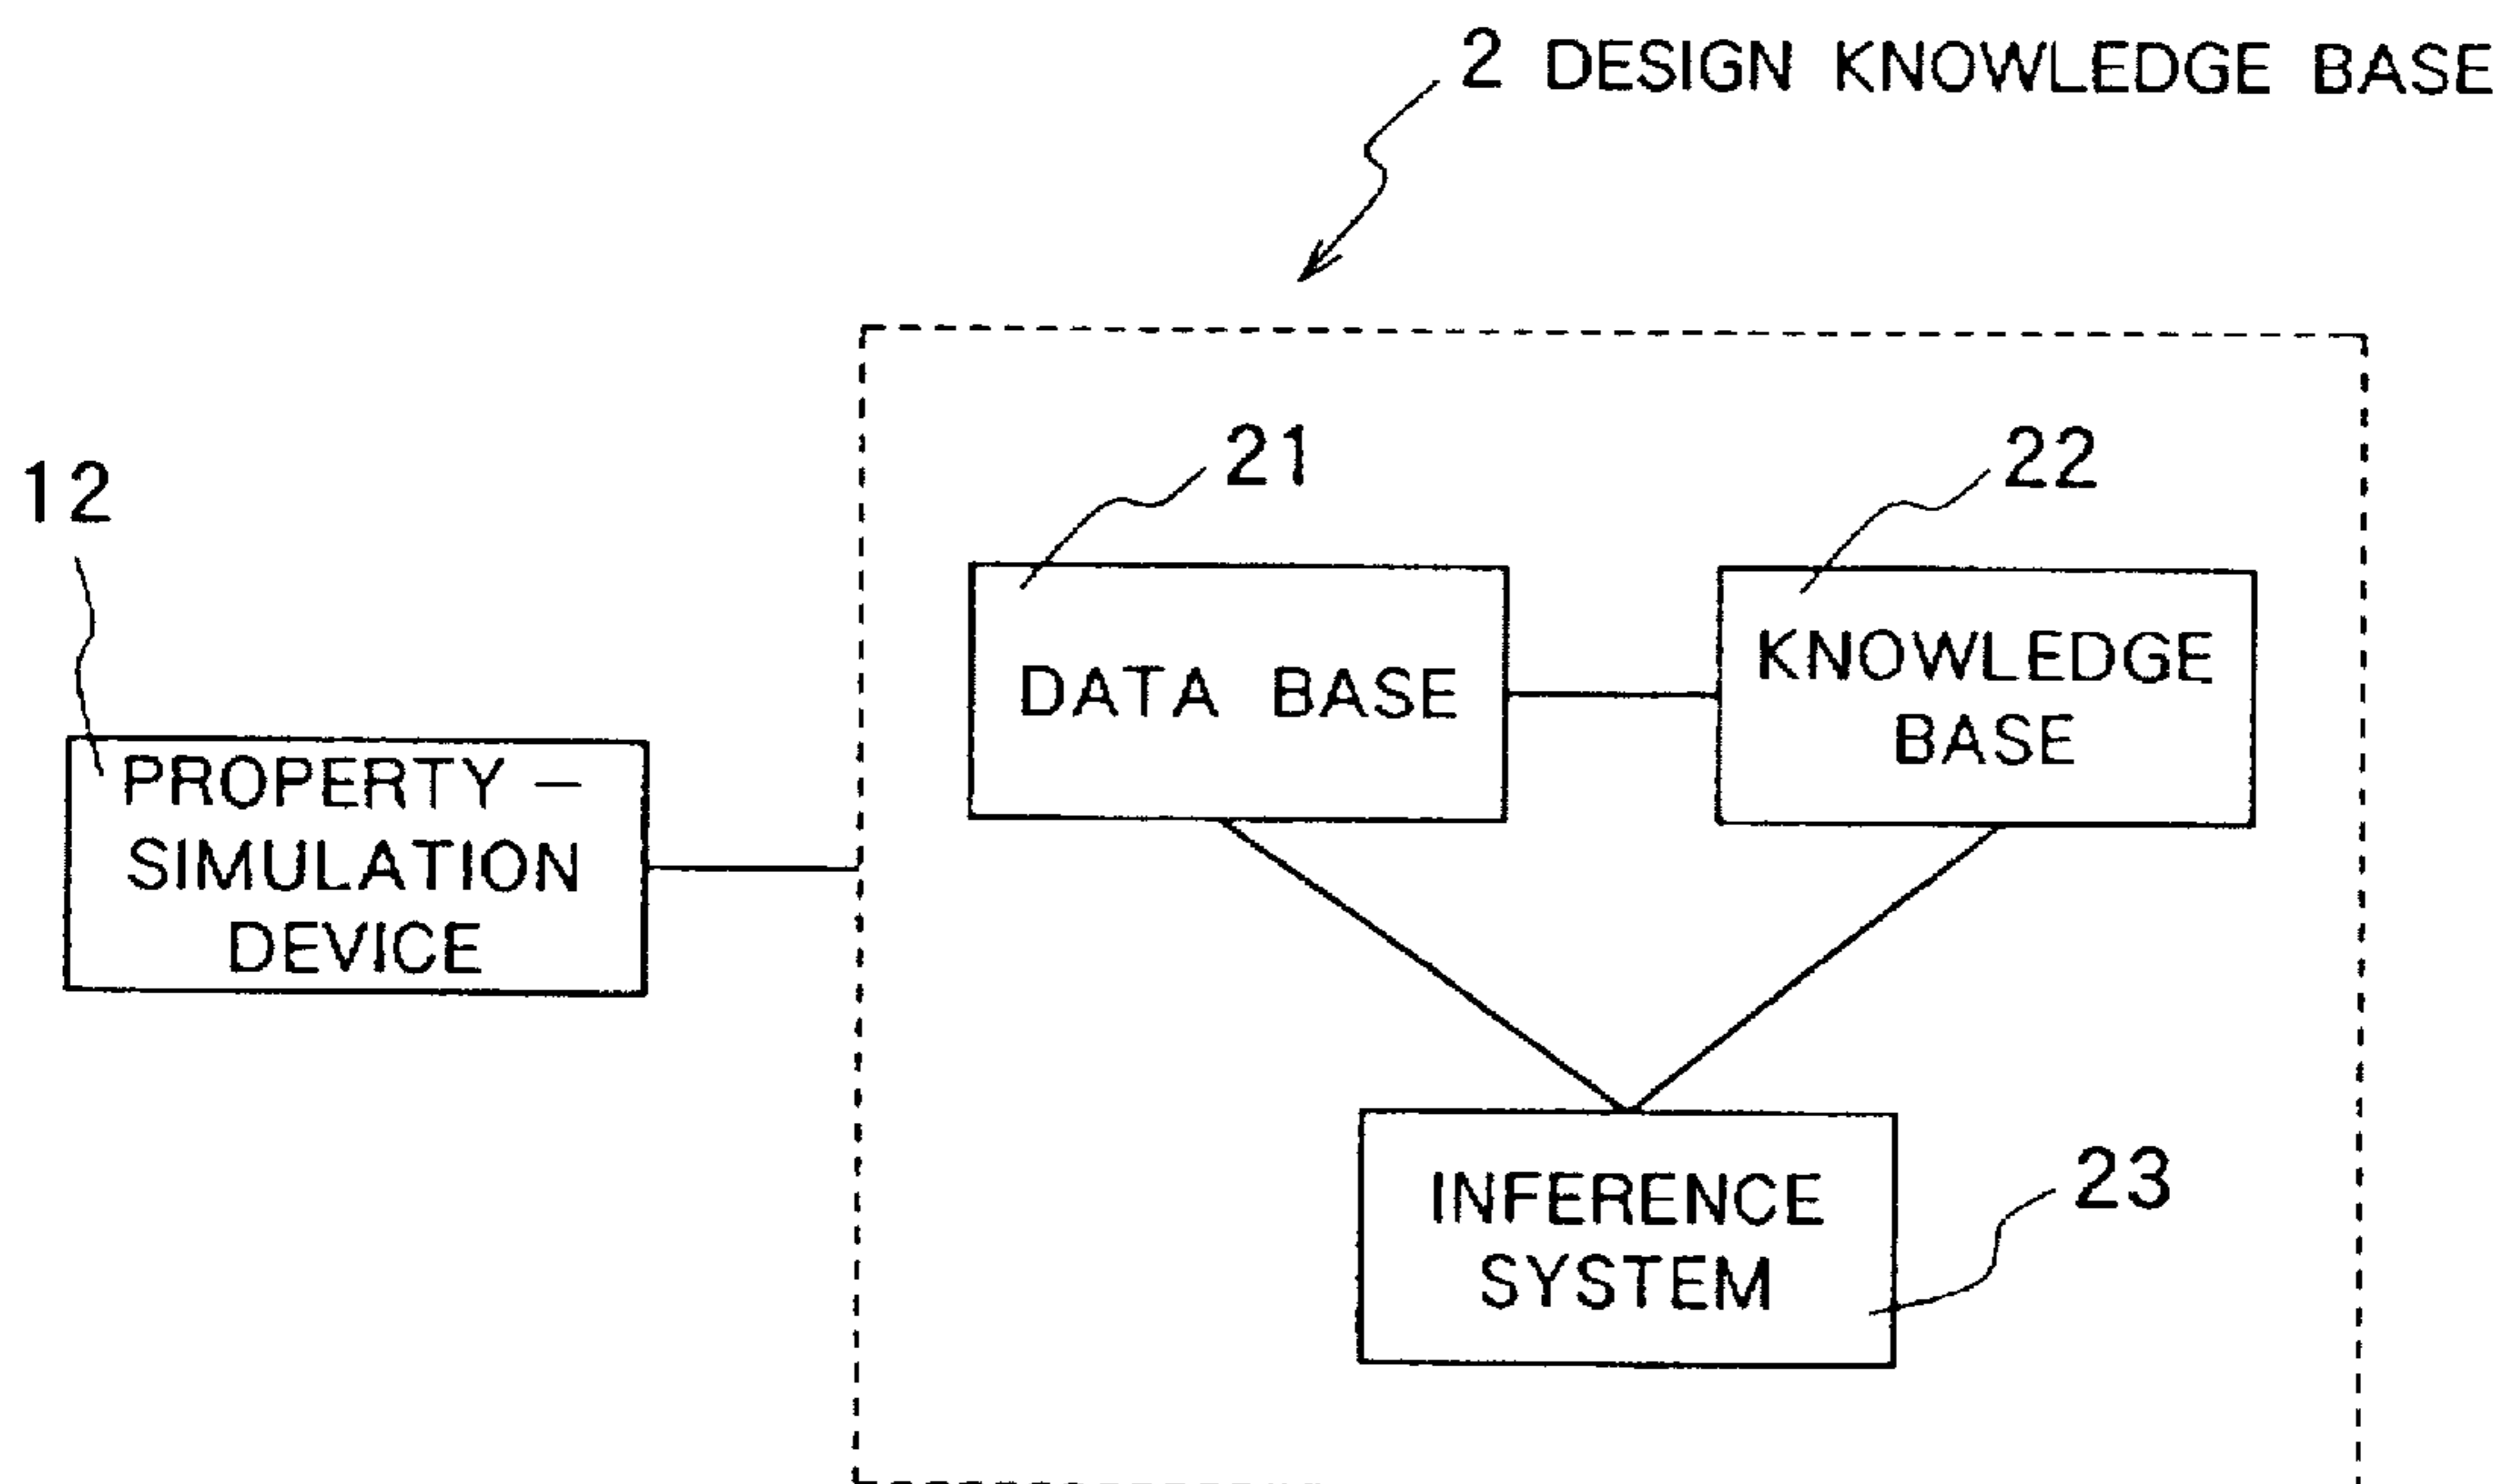 2 DESIGN KNOWLEDGE BASE
12
21
22
DATA BASE
KNOWLEDGE
BASE
PROPERTY -
SIMULATION
DEVICE
INFERENCE
SYSTEM
23